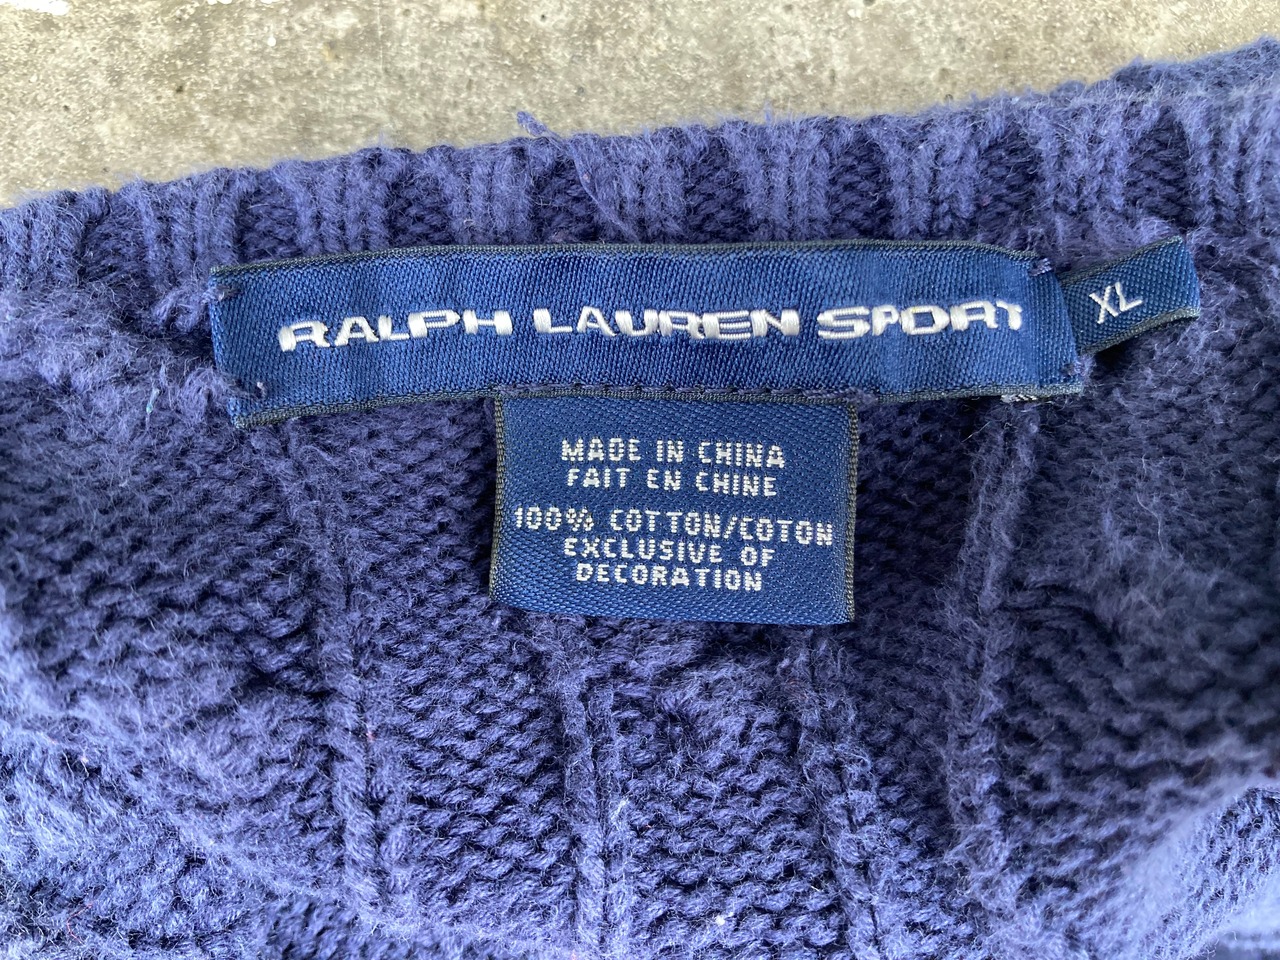 RALPH LAUREN SPORT
XL
MADE IN CHINA
FAIT EN CHINE
100% COTTON/COTON
EXCLUSIVE OF
DECORATION